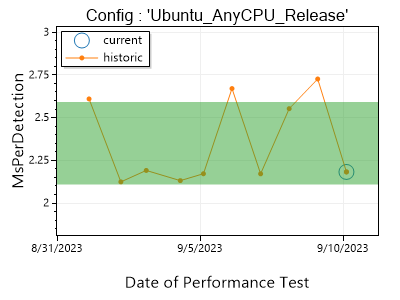 Config : 'Ubuntu_AnyCPU_Release'
current
historic
MsPerDetection
3
2.75
2.5
2.25
2
8/31/2023
9/5/2023
9/10/2023
Date of Performance Test